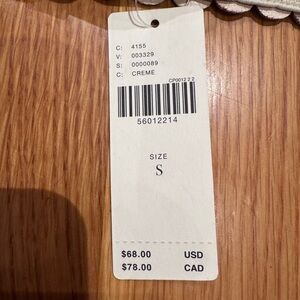 C: 4155
V: 003329
S: 0000089
C: CREME
CP0012 2 2
56012214
SIZE
S
$68.00 USD
$78.00 CAD